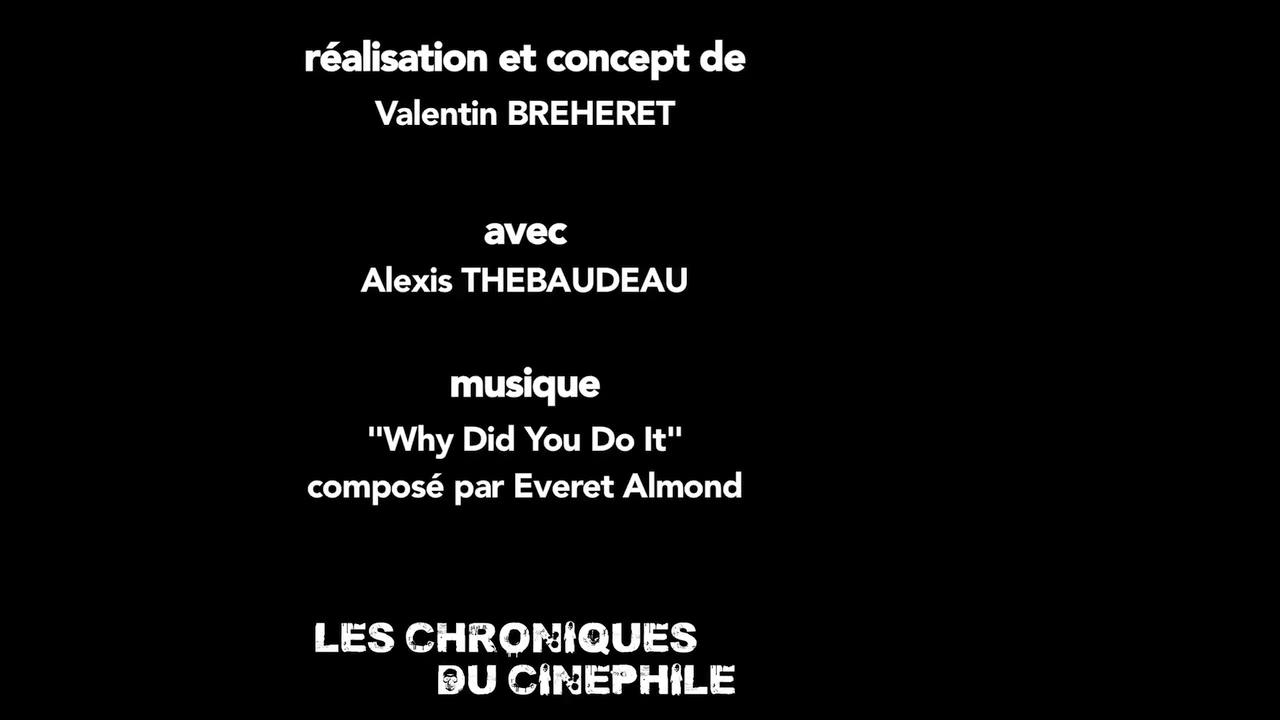 réalisation et concept de
Valentin BREHERET
avec
Alexis THEBAUDEAU
musique
"Why Did You Do It"
composé par Everet Almond
LES CHRONIQUES
DU CINEPHILE